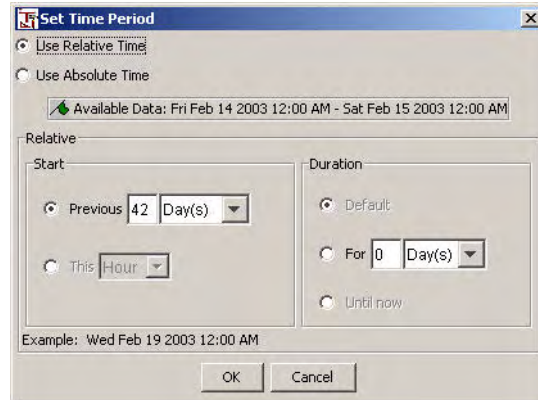 Set Time Period
Use Relative Time
Use Absolute Time
Available Data: Fri Feb 14 2003 12:00 AM - Sat Feb 15 2003 12:00 AM
Relative
Start
Previous 42 Day(s)
This Hour
Duration
Default
For 0 Day(s)
Until now
Example: Wed Feb 19 2003 12:00 AM
OK Cancel